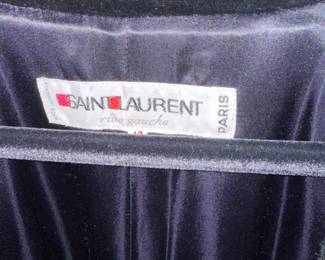 SAINT LAURENT
rive gauche
PARIS